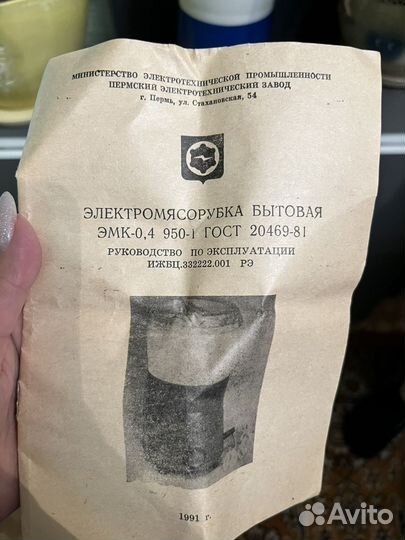 МИНИСТЕРСТВО ЭЛЕКТРОТЕХНИЧЕСКОЙ ПРОМЫШЛЕННОСТИ
ПЕРМСКИЙ ЭЛЕКТРОТЕХНИЧЕСКИЙ ЗАВОД
г. Пермь, ул. Стахановская, 54
ЭЛЕКТРОМЯСОРУБКА БЫТОВАЯ
ЭМК-0,4 950-1 ГОСТ 20469-81
РУКОВОДСТВО ПО ЭКСПЛУАТАЦИИ
ИЖБЦ.332222.001 РЭ
1991 г.
Avito